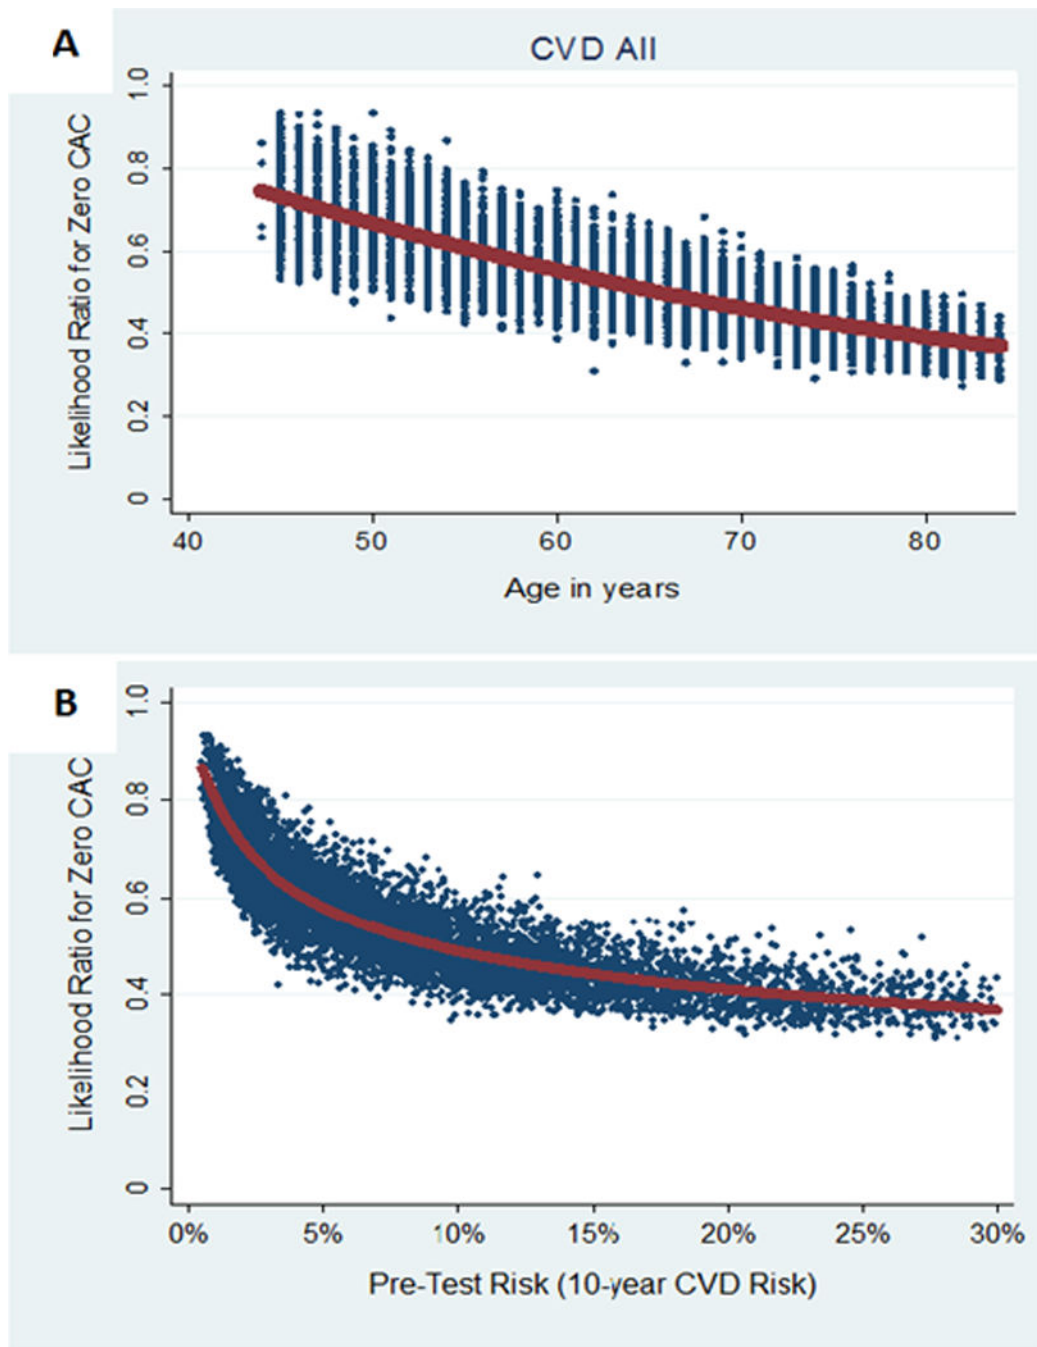 A
CVD All
Likelihood Ratio for Zero CAC
1.0
0.8
0.6
0.4
0.2
0
40 50 60 70 80
Age in years
B
Likelihood Ratio for Zero CAC
1.0
0.8
0.6
0.4
0.2
0
0% 5% 10% 15% 20% 25% 30%
Pre-Test Risk (10-year CVD Risk)